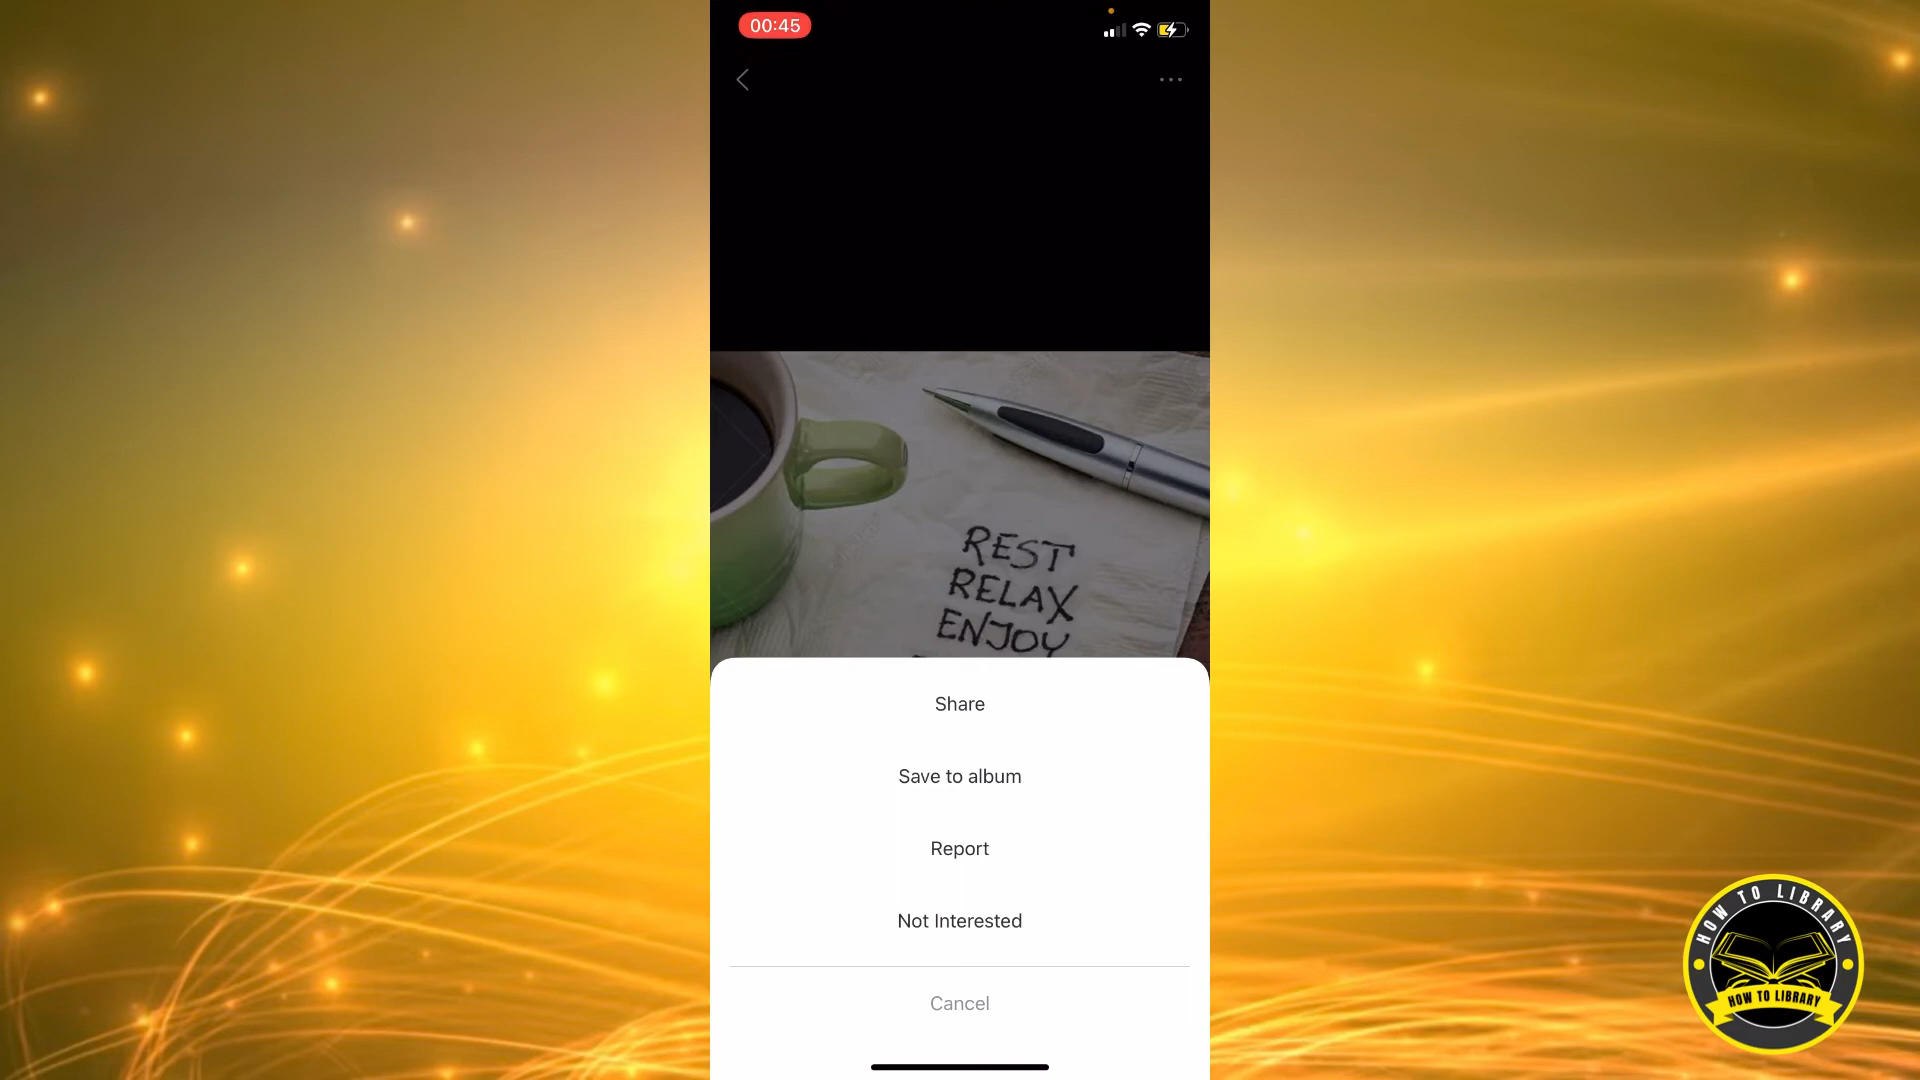 00:45
REST
RELAX
ENJOY
Share
Save to album
Report
Not Interested
Cancel
HOW TO LIBRARY
HOW TO LIBRARY